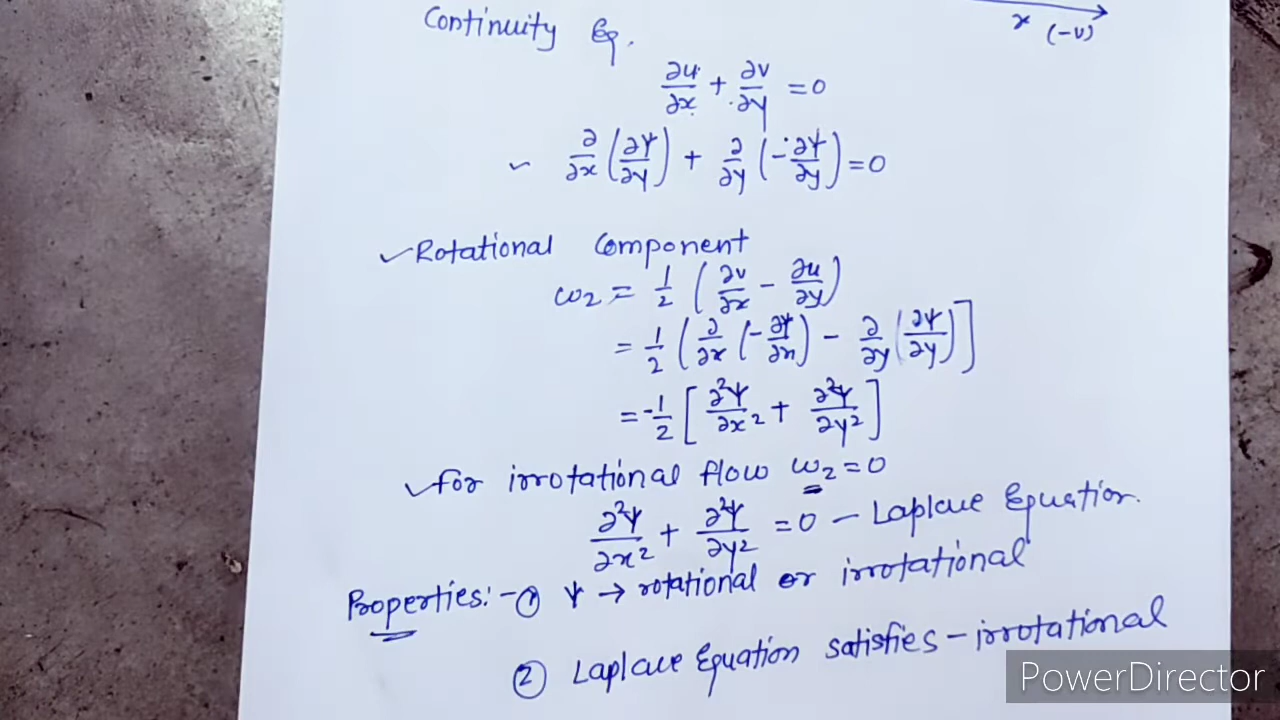 x (-v)
Continuity Eq.
∂u/∂x + ∂v/∂y = 0
∂/∂x (∂ψ/∂y) + ∂/∂y (-∂ψ/∂y) = 0
Rotational Component
ω2 = 1/2 (∂v/∂x - ∂u/∂y)
= 1/2 (∂/∂x (-∂ψ/∂x) - ∂/∂y (∂ψ/∂y)]
= -1/2 [∂²ψ/∂x² + ∂²ψ/∂y²]
for irrotational flow ω2 = 0
∂²ψ/∂x² + ∂²ψ/∂y² = 0 - Laplace Equation.
Properties:- ① ψ → rotational or irrotational
② Laplace Equation satisfies - irrotational
PowerDirector